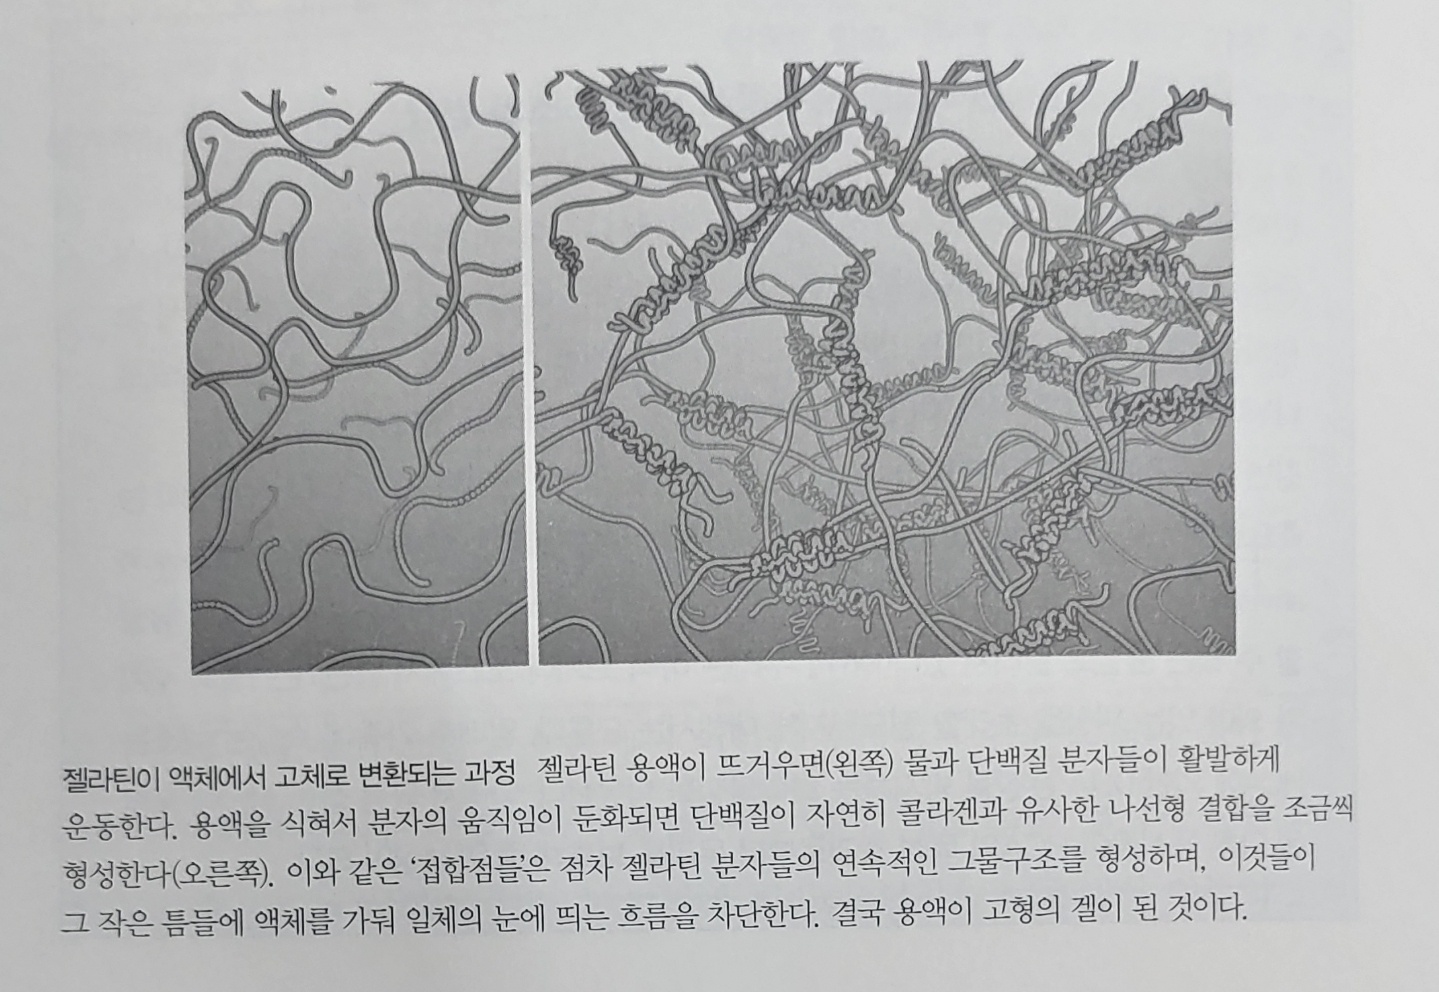 젤라틴이 액체에서 고체로 변환되는 과정 젤라틴 용액이 뜨거우면(왼쪽) 물과 단백질 분자들이 활발하게
운동한다. 용액을 식혀서 분자의 움직임이 둔화되면 단백질이 자연히 콜라겐과 유사한 나선형 결합을 조금씩
형성한다(오른쪽). 이와 같은 ‘접합점들’은 점차 젤라틴 분자들의 연속적인 그물구조를 형성하며, 이것들이
그 작은 틈들에 액체를 가둬 일체의 눈에 띄는 흐름을 차단한다. 결국 용액이 고형의 겔이 된 것이다.